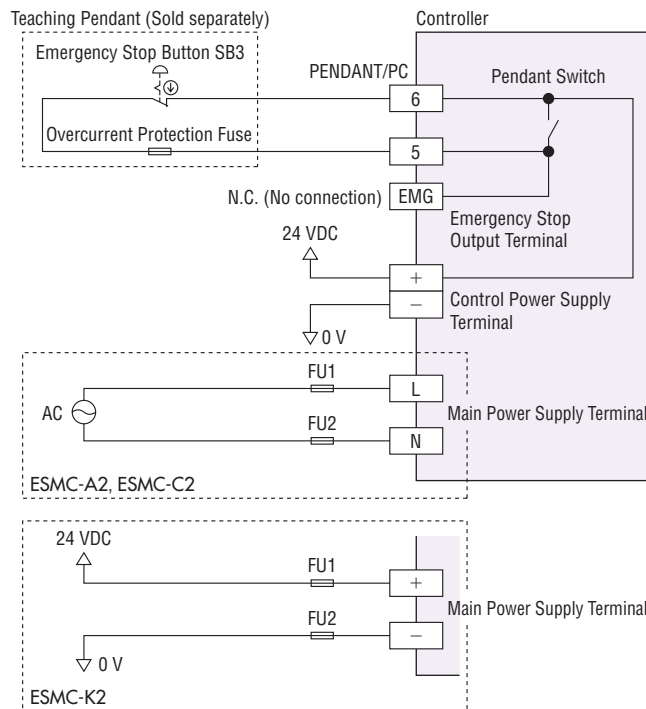 Teaching Pendant (Sold separately)
Controller
Emergency Stop Button SB3
PENDANT/PC
Pendant Switch
6
Overcurrent Protection Fuse
5
N.C. (No connection)
EMG
Emergency Stop
Output Terminal
24 VDC
+
−
Control Power Supply
Terminal
0 V
FU1
L
AC
Main Power Supply Terminal
FU2
N
ESMC-A2, ESMC-C2
24 VDC
FU1
+
Main Power Supply Terminal
FU2
−
0 V
ESMC-K2